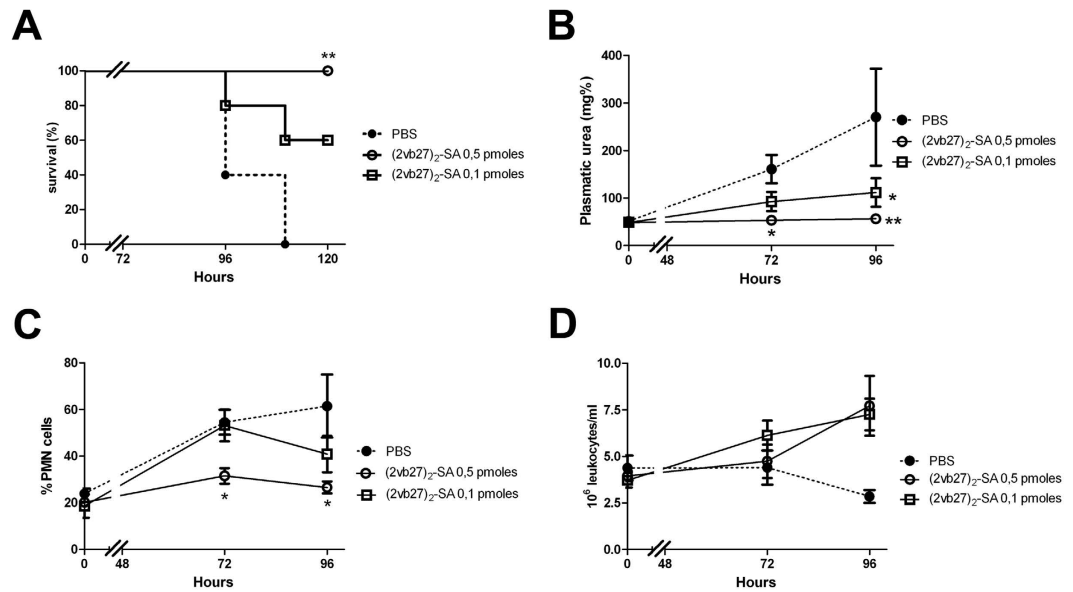 A
survival (%)
100
80
60
40
20
0
0 72 96 120
Hours
**
PBS
(2vb27)2-SA 0,5 pmoles
(2vb27)2-SA 0,1 pmoles
B
Plasmatic urea (mg%)
400
300
200
100
0
0 48 72 96
Hours
*
*
**
PBS
(2vb27)2-SA 0,5 pmoles
(2vb27)2-SA 0,1 pmoles
C
% PMN cells
80
60
40
20
0
0 48 72 96
Hours
*
*
PBS
(2vb27)2-SA 0,5 pmoles
(2vb27)2-SA 0,1 pmoles
D
10⁶ leukocytes/ml
10.0
7.5
5.0
2.5
0.0
0 48 72 96
Hours
PBS
(2vb27)2-SA 0,5 pmoles
(2vb27)2-SA 0,1 pmoles